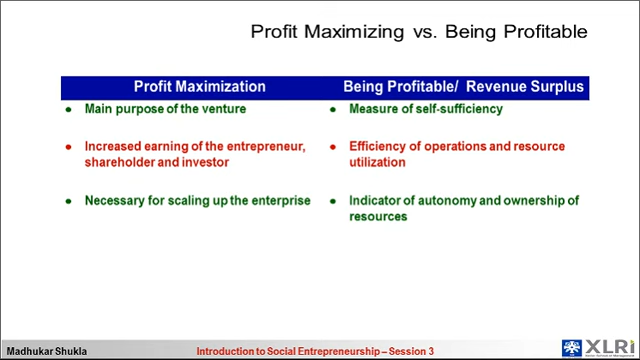 Profit Maximizing vs. Being Profitable
Profit Maximization
Being Profitable/ Revenue Surplus
● Main purpose of the venture
● Measure of self-sufficiency
● Increased earning of the entrepreneur,
shareholder and investor
● Efficiency of operations and resource
utilization
● Necessary for scaling up the enterprise
● Indicator of autonomy and ownership of
resources
Madhukar Shukla
Introduction to Social Entrepreneurship – Session 3
XLRI